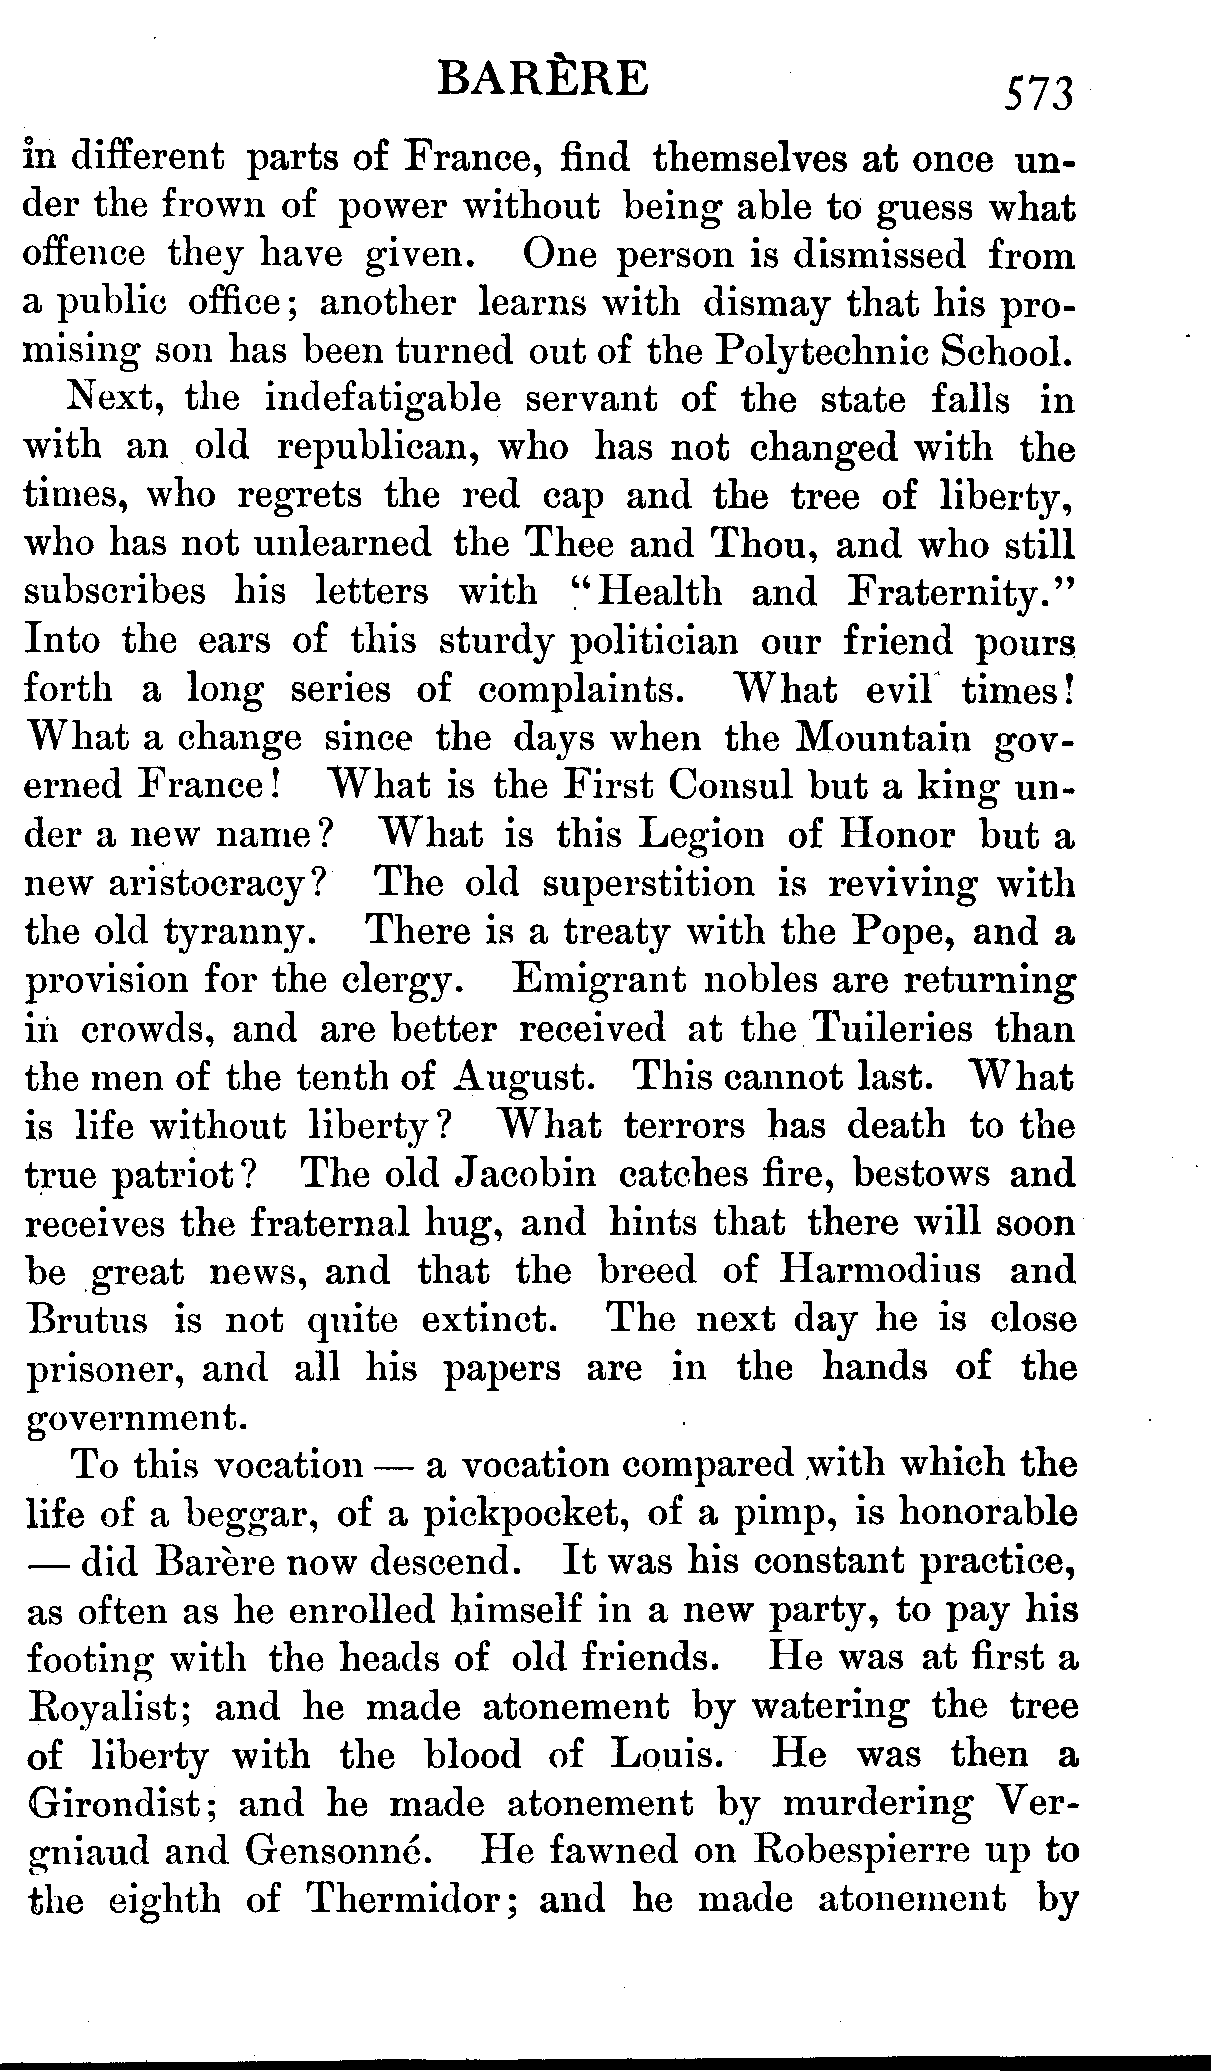 BARÈRE
573
in different parts of France, find themselves at once un-
der the frown of power without being able to guess what
offence they have given. One person is dismissed from
a public office; another learns with dismay that his pro-
mising son has been turned out of the Polytechnic School.
Next, the indefatigable servant of the state falls in
with an old republican, who has not changed with the
times, who regrets the red cap and the tree of liberty,
who has not unlearned the Thee and Thou, and who still
subscribes his letters with "Health and Fraternity."
Into the ears of this sturdy politician our friend pours
forth a long series of complaints. What evil times!
What a change since the days when the Mountain gov-
erned France! What is the First Consul but a king un-
der a new name? What is this Legion of Honor but a
new aristocracy? The old superstition is reviving with
the old tyranny. There is a treaty with the Pope, and a
provision for the clergy. Emigrant nobles are returning
in crowds, and are better received at the Tuileries than
the men of the tenth of August. This cannot last. What
is life without liberty? What terrors has death to the
true patriot? The old Jacobin catches fire, bestows and
receives the fraternal hug, and hints that there will soon
be great news, and that the breed of Harmodius and
Brutus is not quite extinct. The next day he is close
prisoner, and all his papers are in the hands of the
government.
To this vocation — a vocation compared with which the
life of a beggar, of a pickpocket, of a pimp, is honorable
— did Barère now descend. It was his constant practice,
as often as he enrolled himself in a new party, to pay his
footing with the heads of old friends. He was at first a
Royalist; and he made atonement by watering the tree
of liberty with the blood of Louis. He was then a
Girondist; and he made atonement by murdering Ver-
gniaud and Gensonné. He fawned on Robespierre up to
the eighth of Thermidor; and he made atonement by